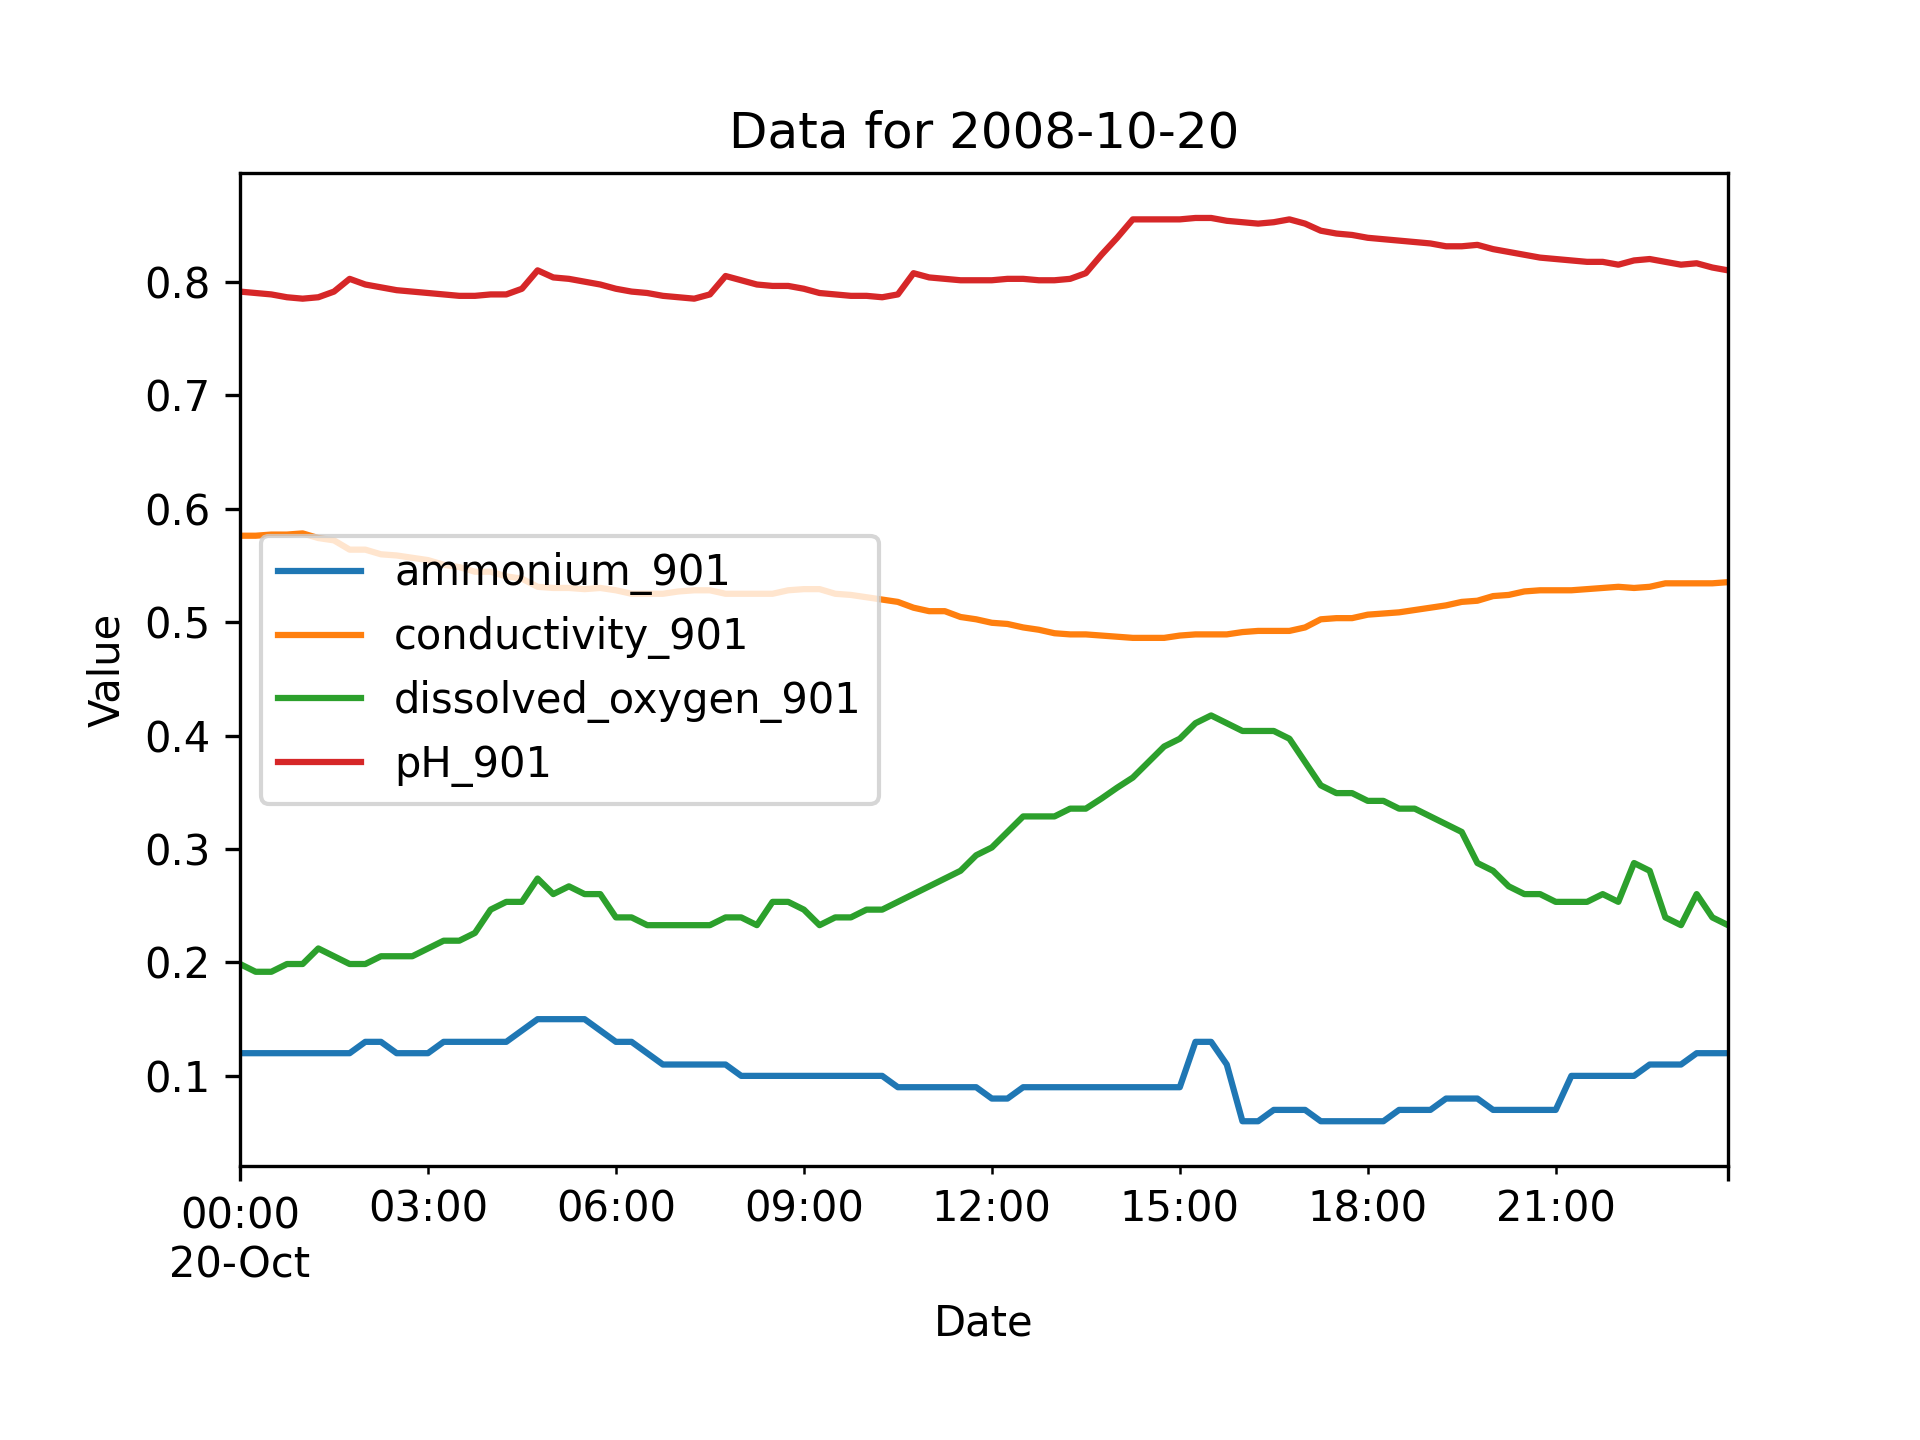 Data for 2008-10-20
0.8
0.7
0.6
0.5
0.4
0.3
0.2
0.1
Value
ammonium_901
conductivity_901
dissolved_oxygen_901
pH_901
00:00 03:00 06:00 09:00 12:00 15:00 18:00 21:00
20-Oct
Date